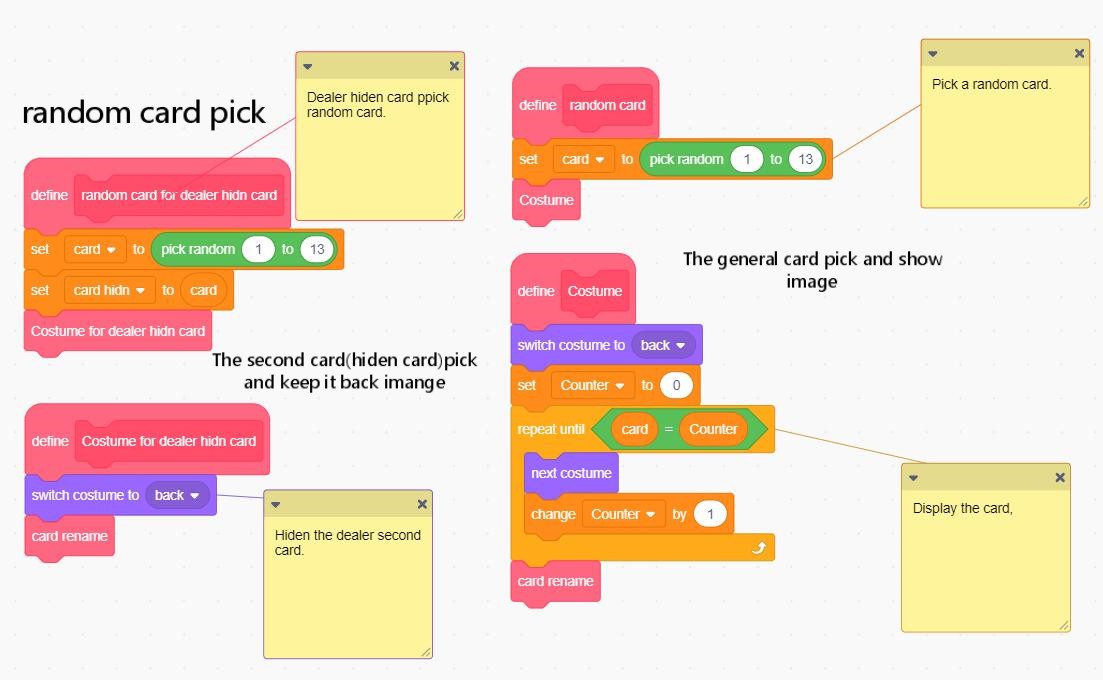 random card pick
Dealer hiden card ppick
random card.
define random card for dealer hidn card
set card to pick random 1 to 13
set card hidn to card
Costume for dealer hidn card
The second card(hiden card)pick
and keep it back imange
define Costume for dealer hidn card
switch costume to back
card rename
Hiden the dealer second
card.
define random card
set card to pick random 1 to 13
Costume
Pick a random card.
The general card pick and show
image
define Costume
switch costume to back
set Counter to 0
repeat until card = Counter
next costume
change Counter by 1
card rename
Display the card,